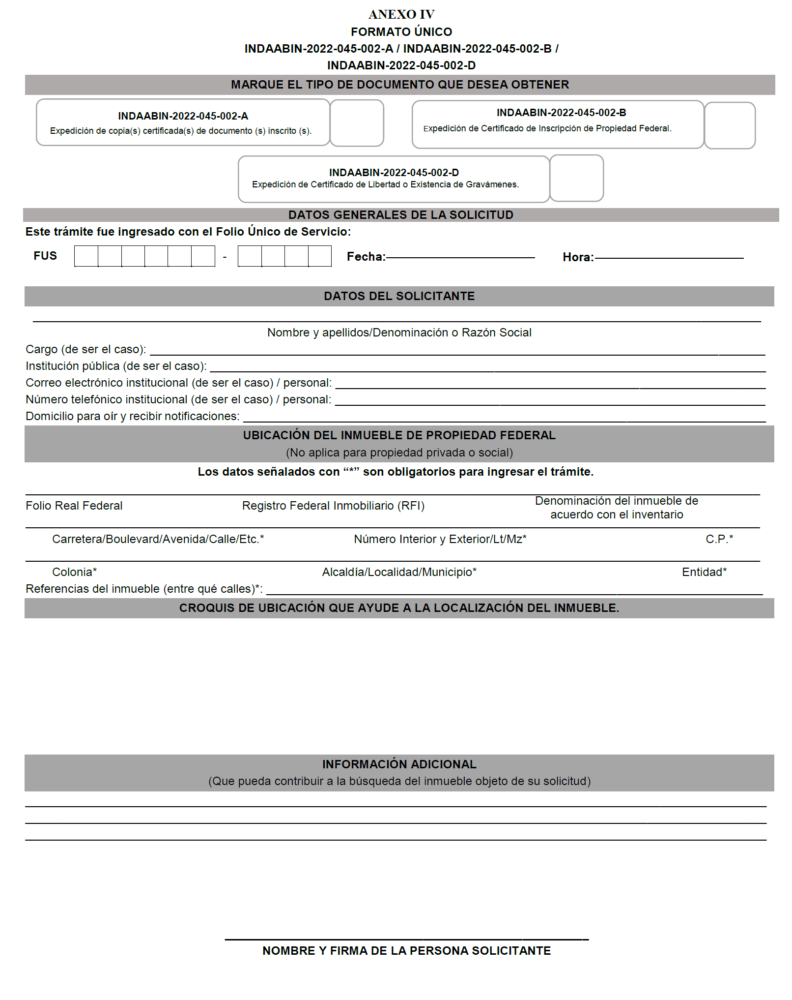 ANEXO IV
FORMATO ÚNICO
INDAABIN-2022-045-002-A / INDAABIN-2022-045-002-B /
INDAABIN-2022-045-002-D
MARQUE EL TIPO DE DOCUMENTO QUE DESEA OBTENER
INDAABIN-2022-045-002-A
Expedición de copia(s) certificada(s) de documento (s) inscrito (s).
INDAABIN-2022-045-002-B
Expedición de Certificado de Inscripción de Propiedad Federal.
INDAABIN-2022-045-002-D
Expedición de Certificado de Libertad o Existencia de Gravámenes.
DATOS GENERALES DE LA SOLICITUD
Este trámite fue ingresado con el Folio Único de Servicio:
FUS - Fecha: Hora:
DATOS DEL SOLICITANTE
Nombre y apellidos/Denominación o Razón Social
Cargo (de ser el caso):
Institución pública (de ser el caso):
Correo electrónico institucional (de ser el caso) / personal:
Número telefónico institucional (de ser el caso) / personal:
Domicilio para oír y recibir notificaciones:
UBICACIÓN DEL INMUEBLE DE PROPIEDAD FEDERAL
(No aplica para propiedad privada o social)
Los datos señalados con “*” son obligatorios para ingresar el trámite.
Folio Real Federal Registro Federal Inmobiliario (RFI) Denominación del inmueble de
acuerdo con el inventario
Carretera/Boulevard/Avenida/Calle/Etc.* Número Interior y Exterior/Lt/Mz* C.P.*
Colonia* Alcaldía/Localidad/Municipio* Entidad*
Referencias del inmueble (entre qué calles)*:
CROQUIS DE UBICACIÓN QUE AYUDE A LA LOCALIZACIÓN DEL INMUEBLE.
INFORMACIÓN ADICIONAL
(Que pueda contribuir a la búsqueda del inmueble objeto de su solicitud)
NOMBRE Y FIRMA DE LA PERSONA SOLICITANTE